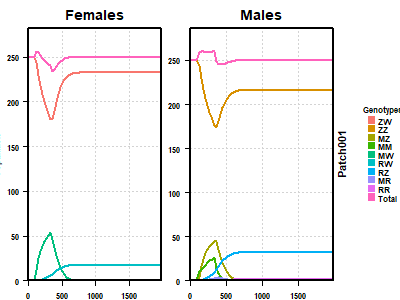 Females Males
250
200
150
100
50
0
0 500 1000 1500
250
200
150
100
50
0
0 500 1000 1500
Patch001
Genotypes
ZW
ZZ
MZ
MM
MW
RW
RZ
MR
RR
Total